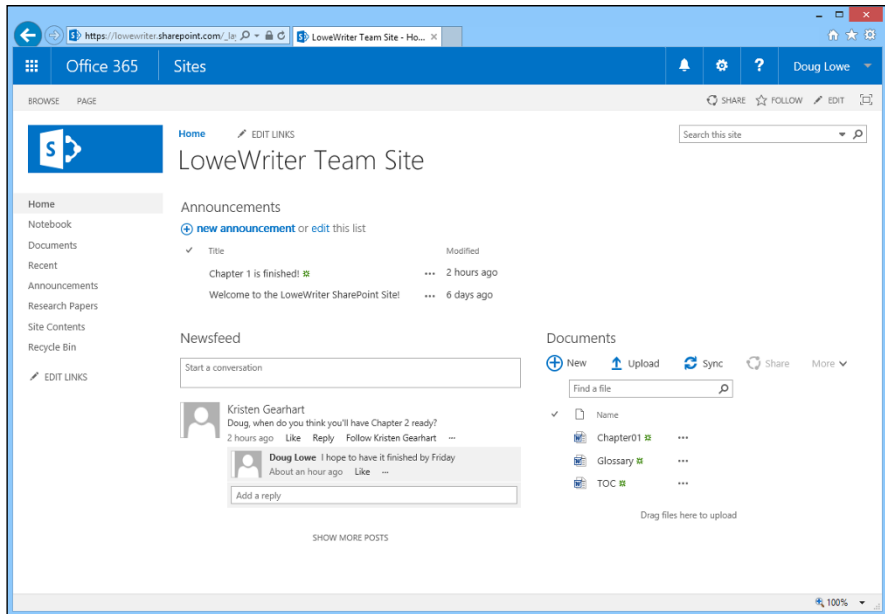 https://lowewriter.sharepoint.com/_la
LoweWriter Team Site - Ho...
Office 365 Sites ? Doug Lowe
BROWSE PAGE SHARE FOLLOW EDIT
S
Home EDIT LINKS Search this site
LoweWriter Team Site
Home
Notebook
Documents
Recent
Announcements
Research Papers
Site Contents
Recycle Bin
EDIT LINKS
Announcements
new announcement or edit this list
Title Modified
Chapter 1 is finished! ... 2 hours ago
Welcome to the LoweWriter SharePoint Site! ... 6 days ago
Newsfeed
Start a conversation
Kristen Gearhart
Doug, when do you think you'll have Chapter 2 ready?
2 hours ago Like Reply Follow Kristen Gearhart ...
Doug Lowe I hope to have it finished by Friday
About an hour ago Like ...
Add a reply
SHOW MORE POSTS
Documents
New Upload Sync Share More
Find a file
Name
Chapter01 ...
Glossary ...
TOC ...
Drag files here to upload
100%